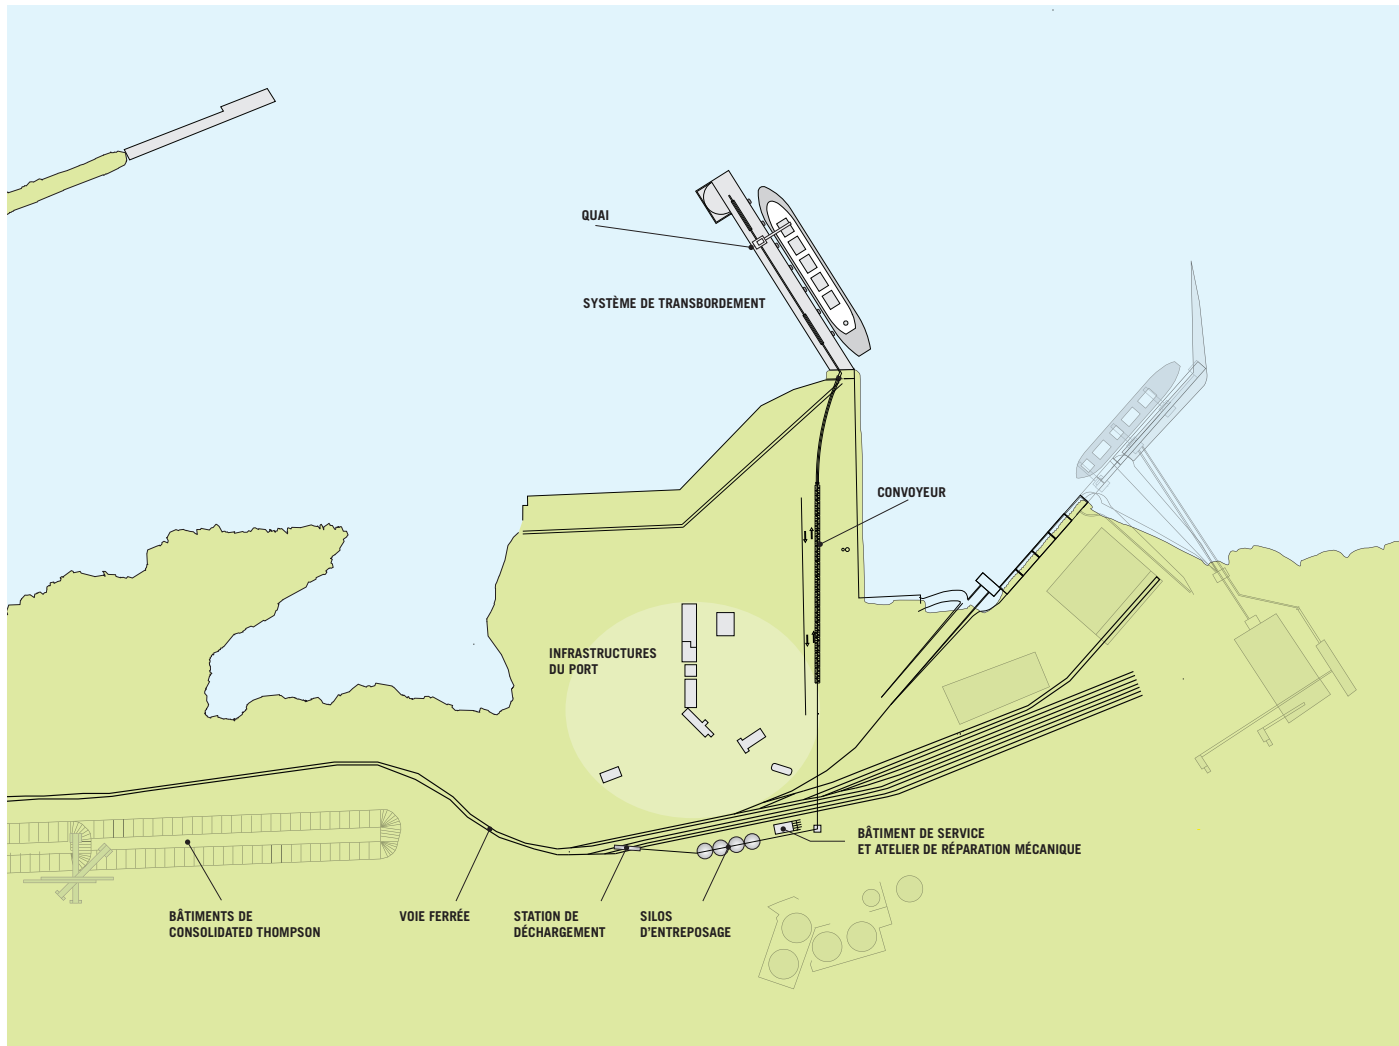 QUAI
SYSTÈME DE TRANSBORDEMENT
CONVOYEUR
INFRASTRUCTURES
DU PORT
BÂTIMENT DE SERVICE
ET ATELIER DE RÉPARATION MÉCANIQUE
BÂTIMENTS DE
CONSOLIDATED THOMPSON
VOIE FERRÉE
STATION DE
DÉCHARGEMENT
SILOS
D'ENTREPOSAGE